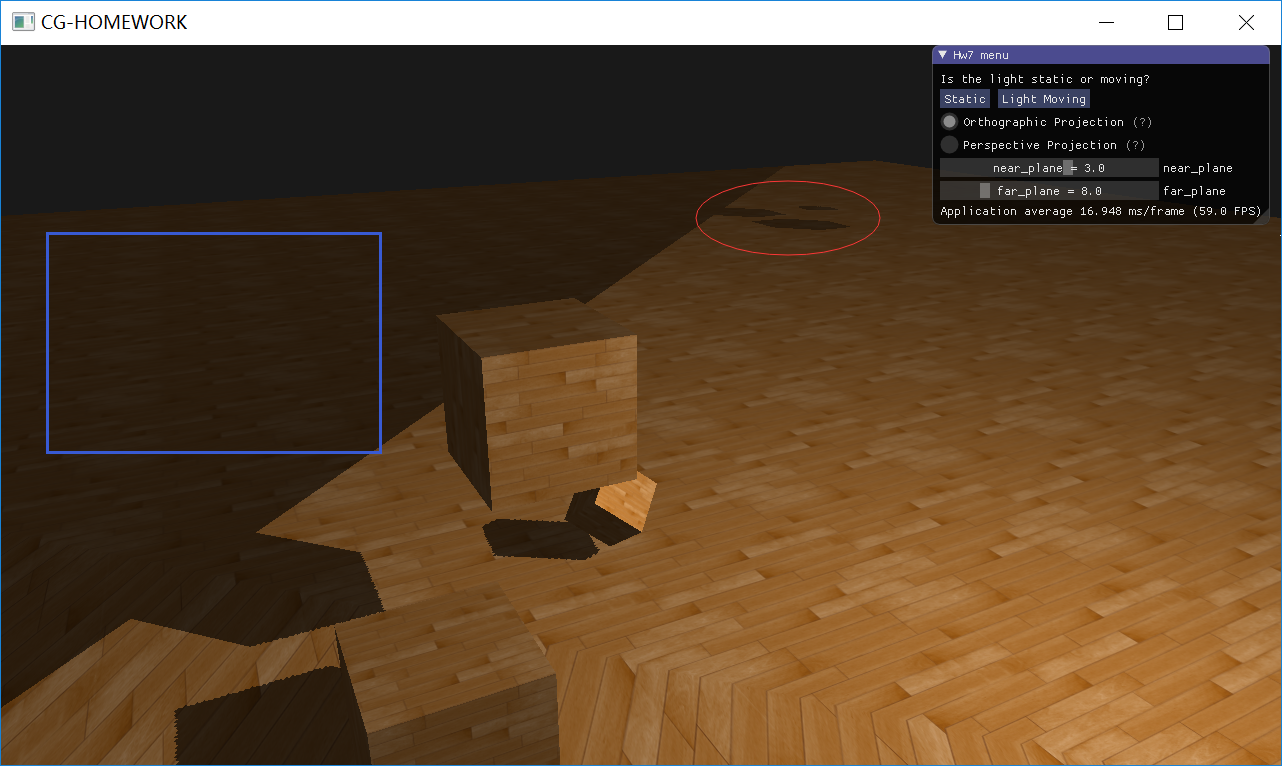 CG-HOMEWORK
Hw7 menu
Is the light static or moving?
Static Light Moving
Orthographic Projection (?)
Perspective Projection (?)
near_plane = 3.0 near_plane
far_plane = 8.0 far_plane
Application average 16.948 ms/frame (59.0 FPS)